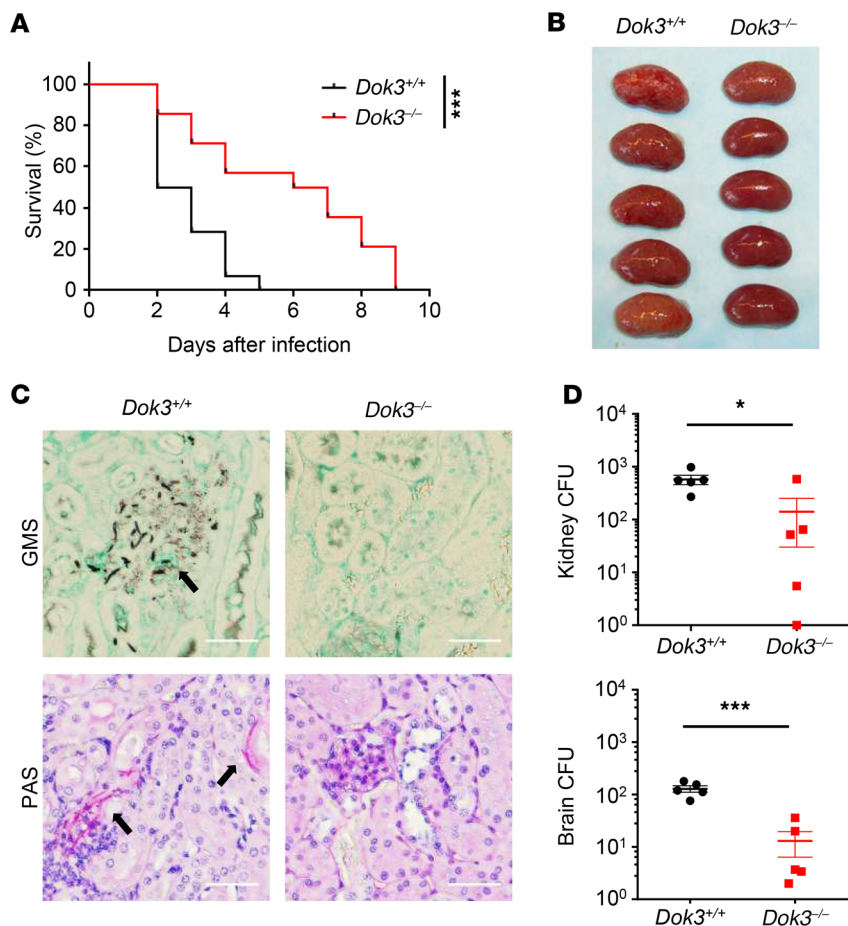 A
Survival (%)
100
80
60
40
20
0
0 2 4 6 8 10
Days after infection
Dok3+/+
Dok3–/–
***
B
Dok3+/+ Dok3–/–
C
Dok3+/+ Dok3–/–
GMS
PAS
D
Kidney CFU
10⁴
10³
10²
10¹
10⁰
*
Dok3+/+ Dok3–/–
Brain CFU
10⁴
10³
10²
10¹
10⁰
***
Dok3+/+ Dok3–/–